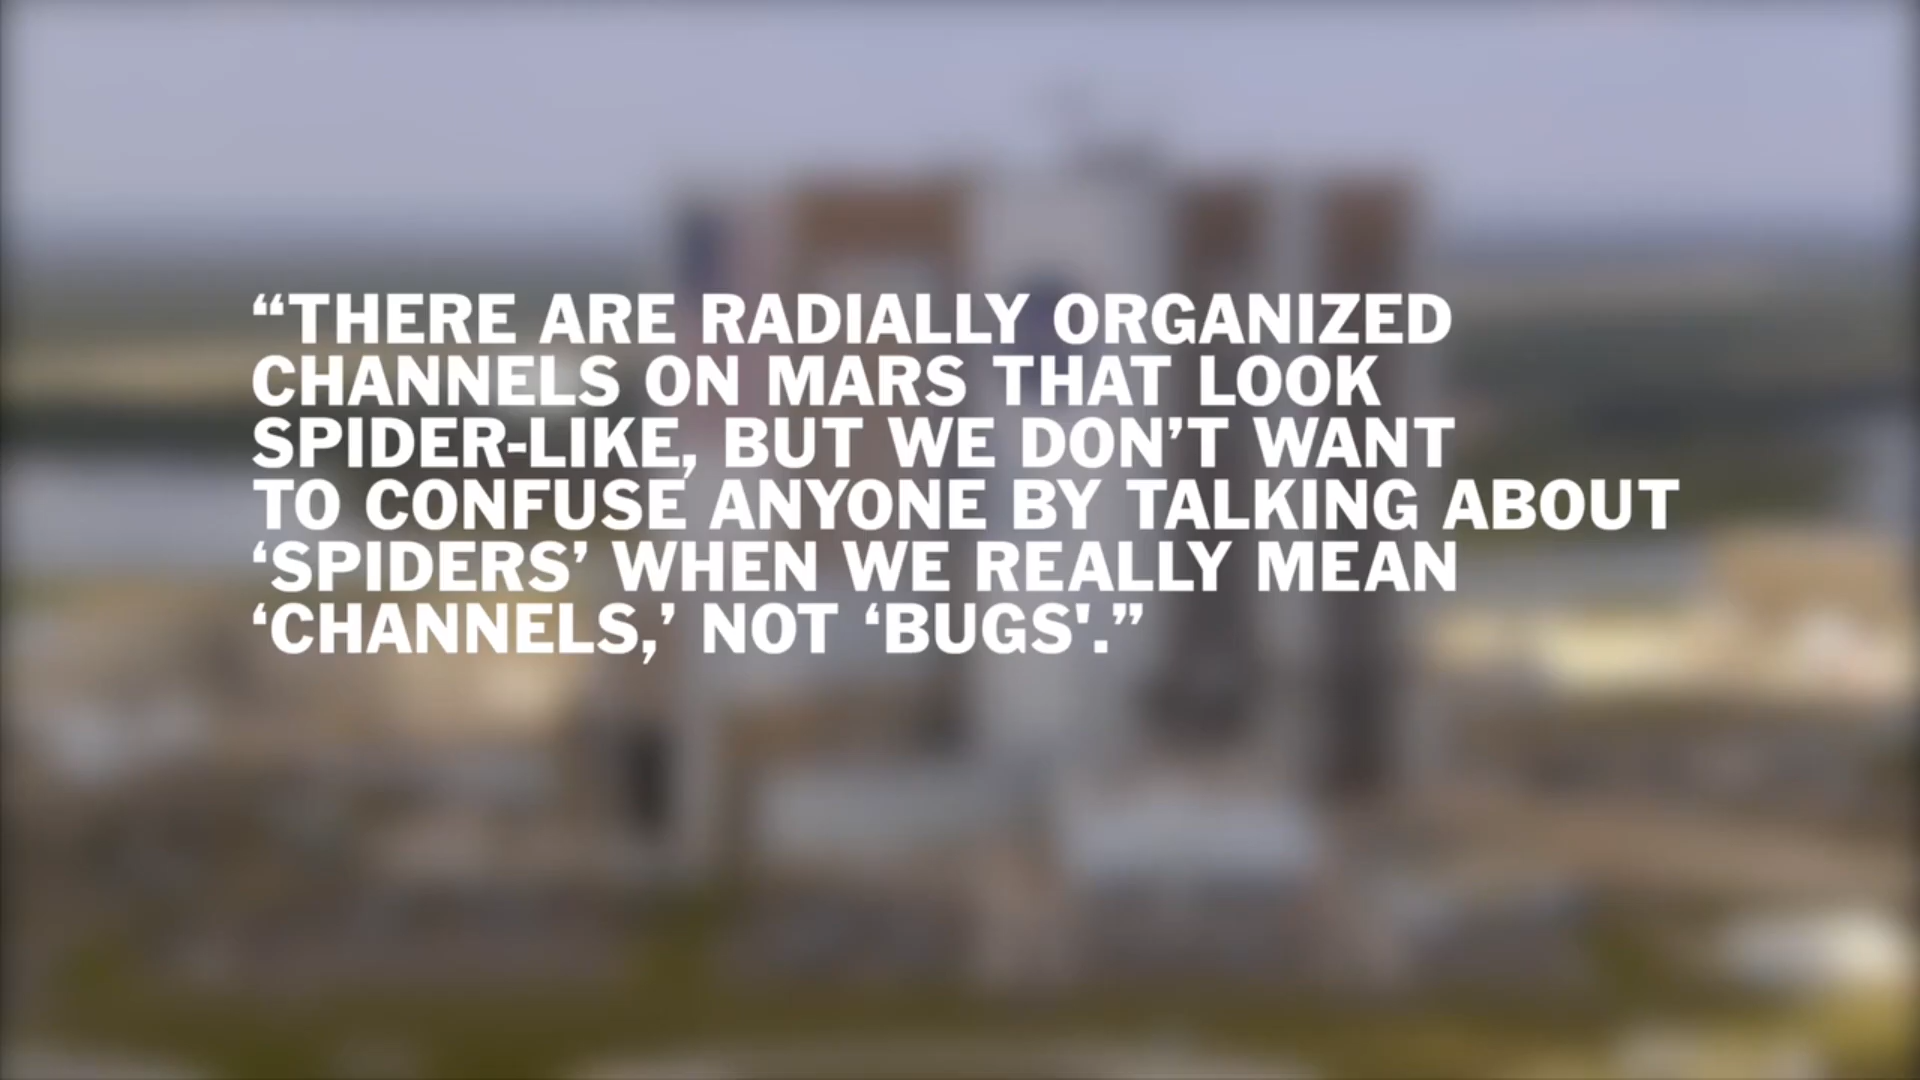 “THERE ARE RADIALLY ORGANIZED
CHANNELS ON MARS THAT LOOK
SPIDER-LIKE, BUT WE DON’T WANT
TO CONFUSE ANYONE BY TALKING ABOUT
‘SPIDERS’ WHEN WE REALLY MEAN
‘CHANNELS,’ NOT ‘BUGS'.”